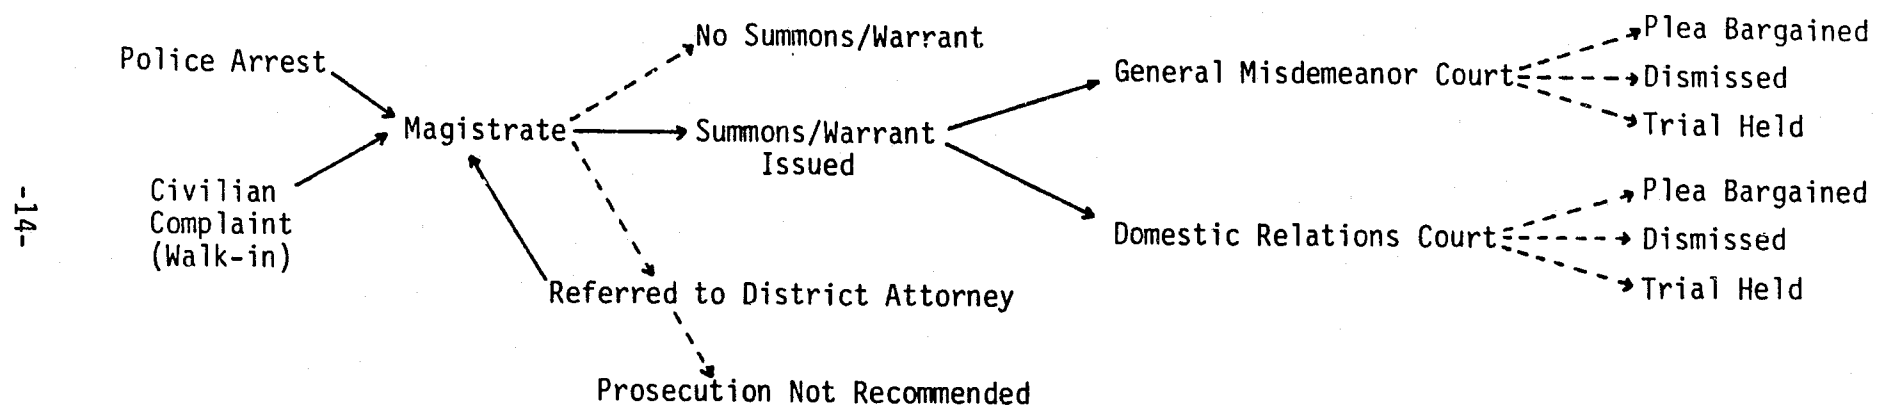 Police Arrest
Civilian
Complaint
(Walk-in)
Magistrate
No Summons/Warrant
Summons/Warrant
Issued
Referred to District Attorney
Prosecution Not Recommended
General Misdemeanor Court
Plea Bargained
Dismissed
Trial Held
Domestic Relations Court
Plea Bargained
Dismissed
Trial Held
-14-